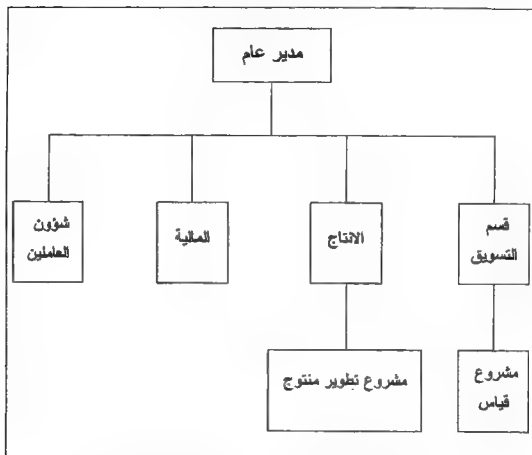 مدير عام
قسم
التسويق
الانتاج
المالية
شؤون
العاملين
مشروع
قياس
مشروع تطوير منتوج